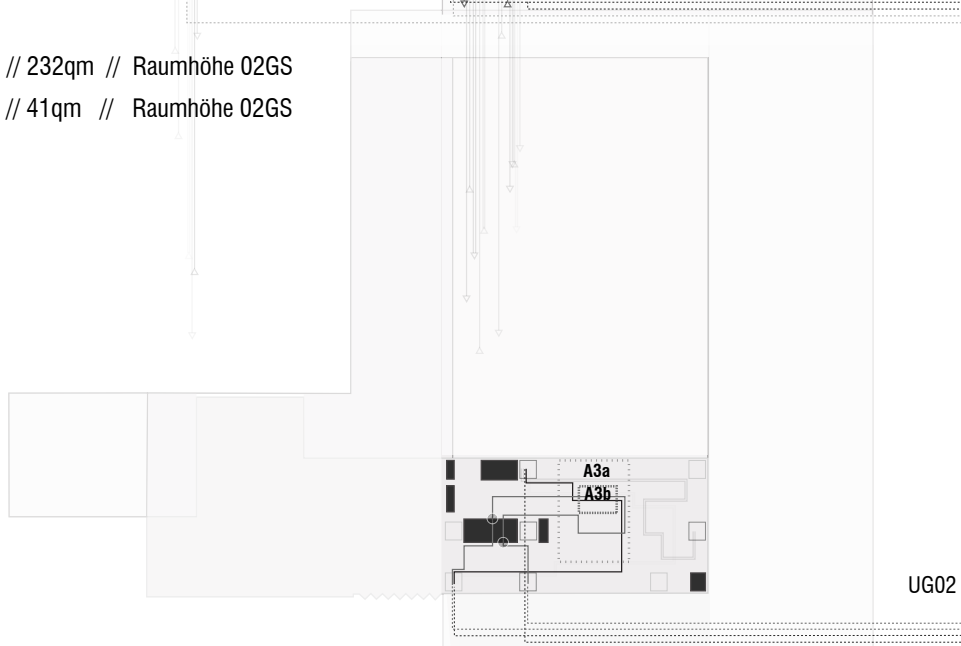 // 232qm // Raumhöhe 02GS
// 41qm // Raumhöhe 02GS
A3a
A3b
UG02